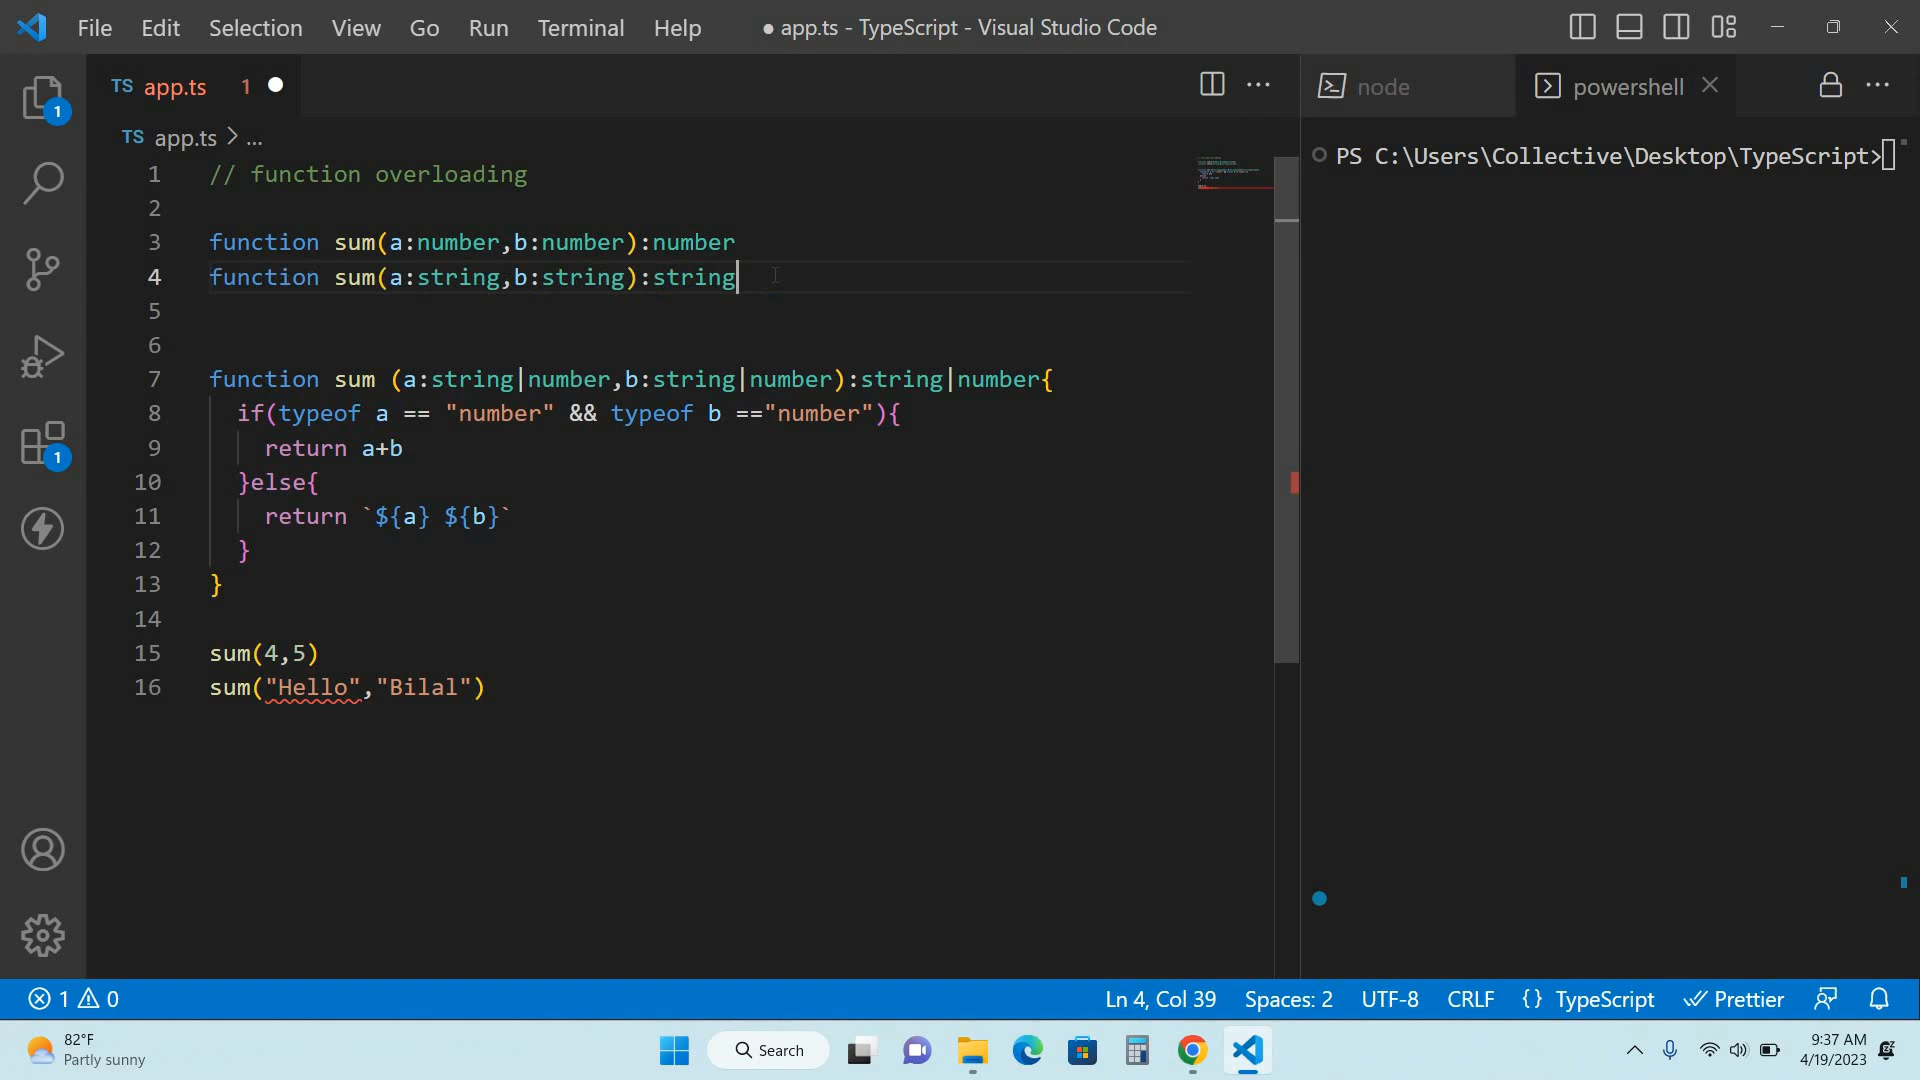 File Edit Selection View Go Run Terminal Help ● app.ts - TypeScript - Visual Studio Code
TS app.ts 1
node
powershell
TS app.ts > ...
PS C:\Users\Collective\Desktop\TypeScript>
1 // function overloading
2
3 function sum(a:number,b:number):number
4 function sum(a:string,b:string):string
5
6
7 function sum (a:string|number,b:string|number):string|number{
8 if(typeof a == "number" && typeof b =="number"){
9 return a+b
10 }else{
11 return `${a} ${b}`
12 }
13 }
14
15 sum(4,5)
16 sum("Hello","Bilal")
1
1
1 0
Ln 4, Col 39 Spaces: 2 UTF-8 CRLF {} TypeScript Prettier
82°F
Partly sunny
Search
9:37 AM
4/19/2023